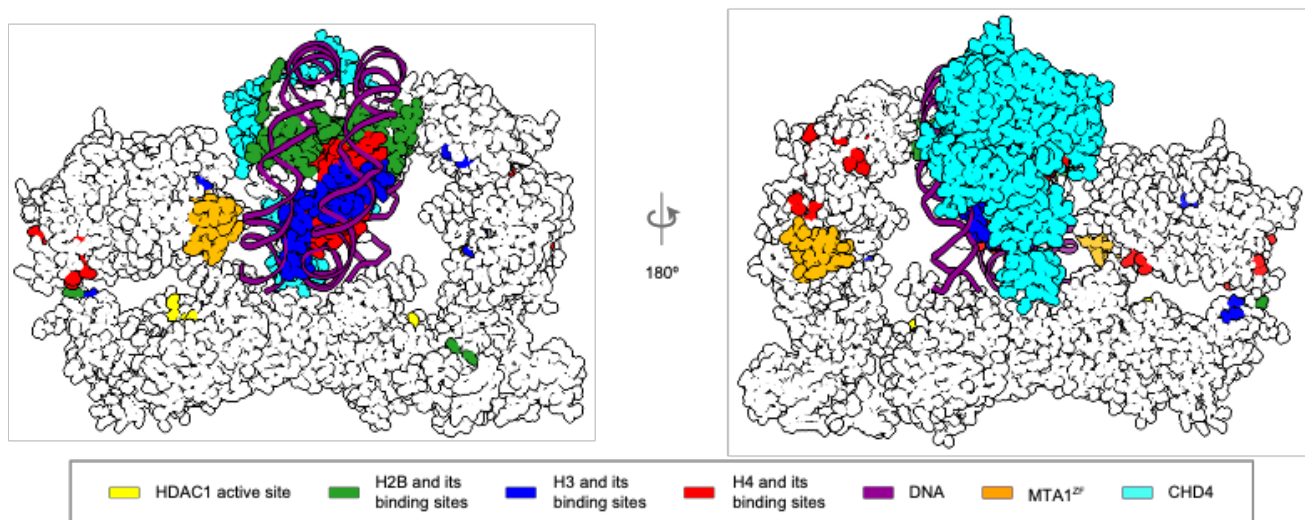 180º
HDAC1 active site
H2B and its
binding sites
H3 and its
binding sites
H4 and its
binding sites
DNA
MTA1ZF
CHD4